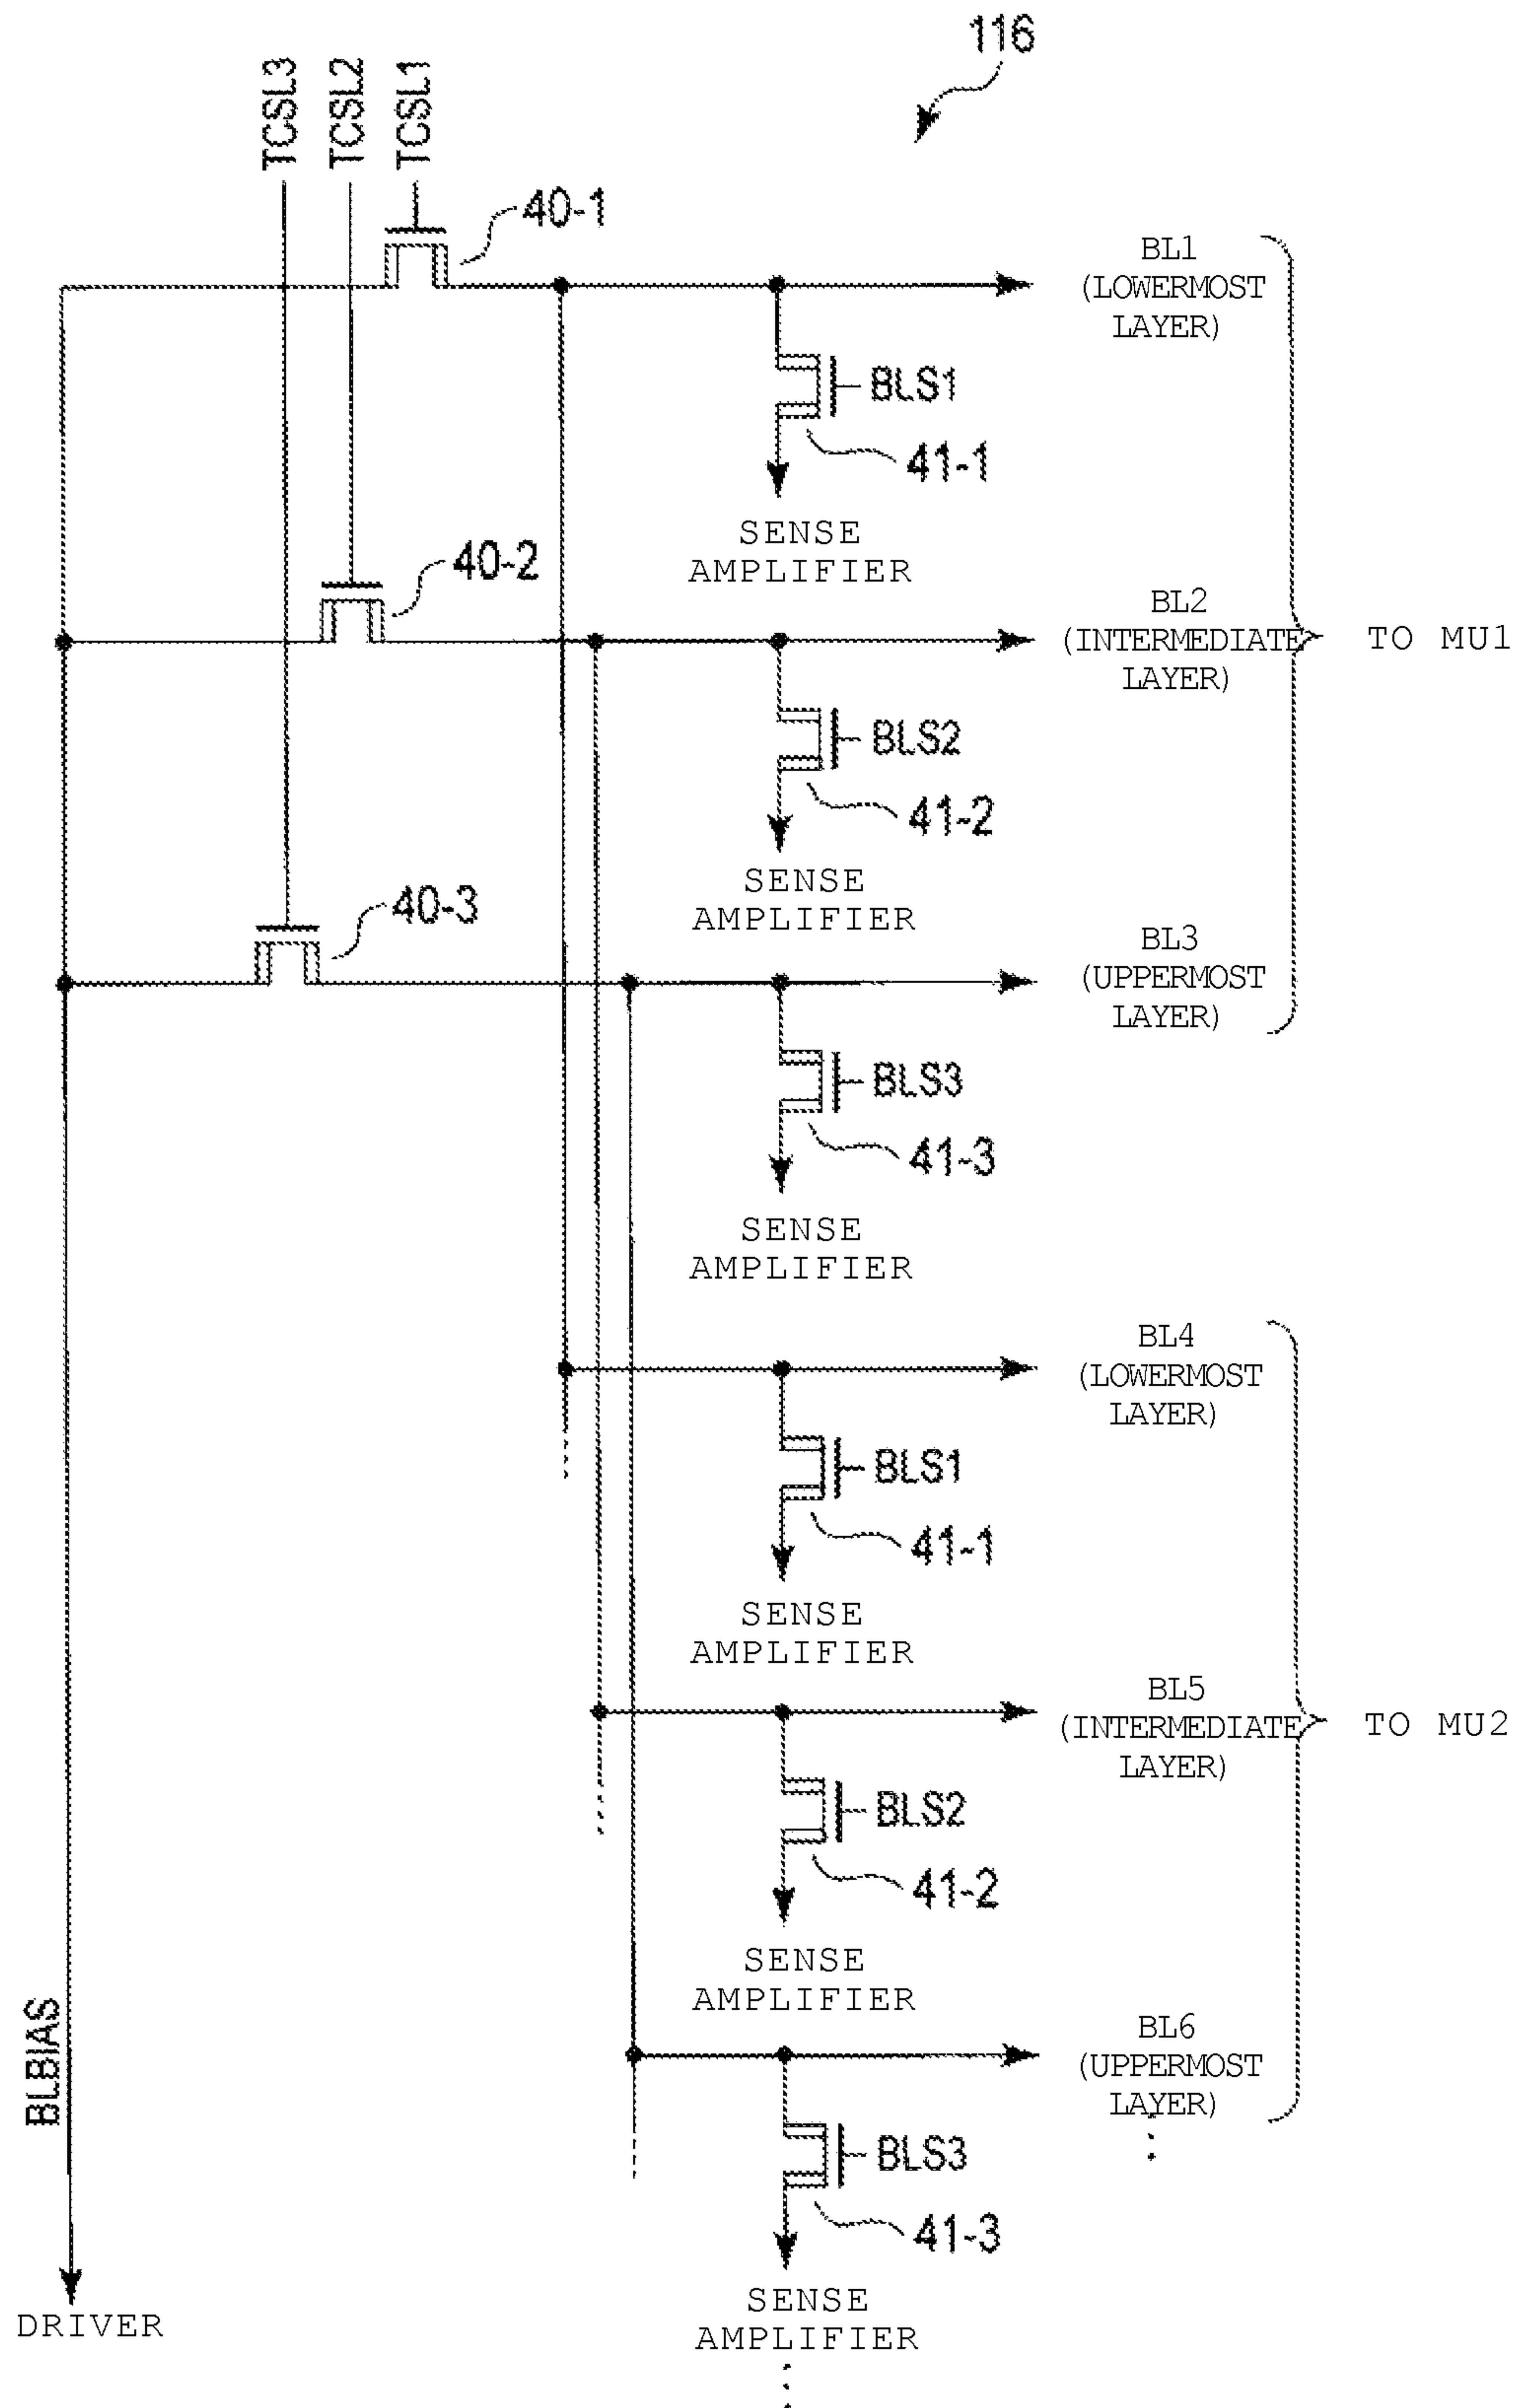 116
TCSL3
TCSL2
TCSL1
40-1
BL1
(LOWERMOST
LAYER)
BLS1
41-1
SENSE
AMPLIFIER
40-2
BL2
(INTERMEDIATE
LAYER)
TO MU1
BLS2
41-2
SENSE
AMPLIFIER
40-3
BL3
(UPPERMOST
LAYER)
BLS3
41-3
SENSE
AMPLIFIER
BL4
(LOWERMOST
LAYER)
BLS1
41-1
SENSE
AMPLIFIER
BL5
(INTERMEDIATE
LAYER)
TO MU2
BLS2
41-2
SENSE
AMPLIFIER
BL6
(UPPERMOST
LAYER)
BLS3
41-3
SENSE
AMPLIFIER
BLBIAS
DRIVER